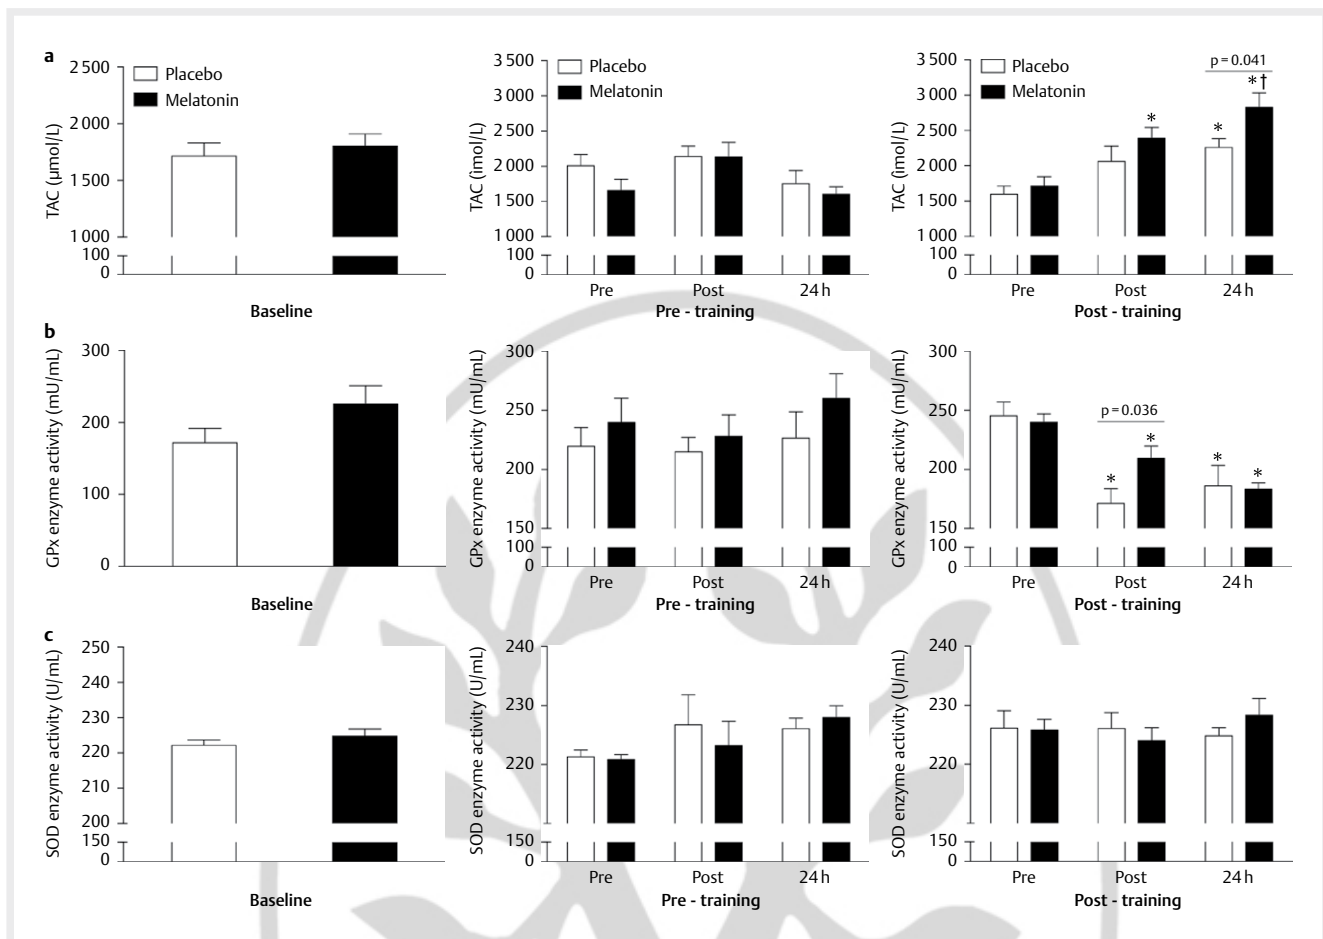 a
TAC (µmol/L)
2 500
2 000
1 500
1 000
100
0
Placebo
Melatonin
Baseline
TAC (imol/L)
3 500
3 000
2 500
2 000
1 500
1 000
100
0
Placebo
Melatonin
Pre Post 24 h
Pre - training
TAC (imol/L)
3 500
3 000
2 500
2 000
1 500
1 000
100
0
Placebo
Melatonin
p = 0.041
* * *†
Pre Post 24 h
Post - training
b
GPx enzyme activity (mU/mL)
300
200
100
0
Baseline
GPx enzyme activity (mU/mL)
300
250
200
150
100
0
Pre Post 24 h
Pre - training
GPx enzyme activity (mU/mL)
300
250
200
150
100
0
p = 0.036
* * * *
Pre Post 24 h
Post - training
c
SOD enzyme activity (U/mL)
250
240
230
220
210
200
150
0
Baseline
SOD enzyme activity (U/mL)
240
230
220
150
0
Pre Post 24 h
Pre - training
SOD enzyme activity (U/mL)
240
230
220
150
0
Pre Post 24 h
Post - training